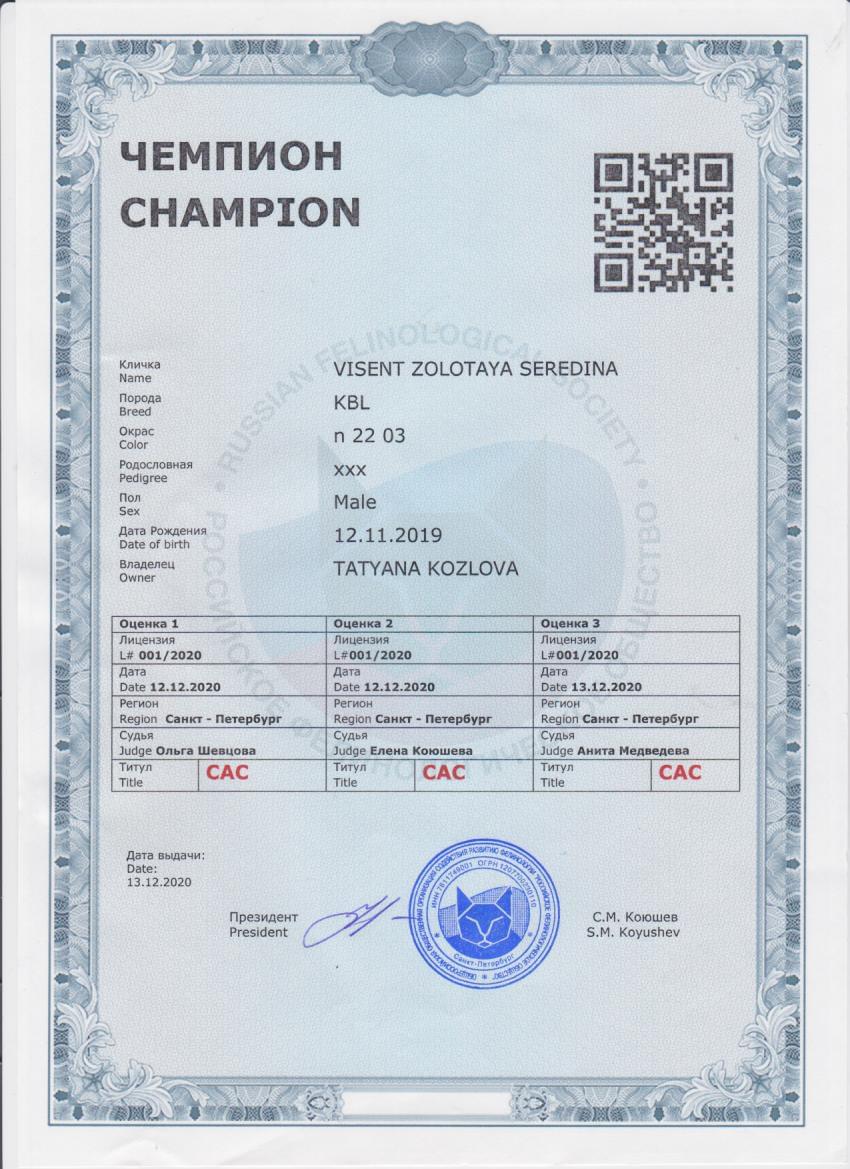 ЧЕМПИОН
CHAMPION
RUSSIAN FELINOLOGICAL SOCIETY
РОССИЙСКОЕ ФЕЛИНОЛОГИЧЕСКОЕ ОБЩЕСТВО
Кличка
Name
VISENT ZOLOTAYA SEREDINA
Порода
Breed
KBL
Окрас
Color
n 22 03
Родословная
Pedigree
xxx
Пол
Sex
Male
Дата Рождения
Date of birth
12.11.2019
Владелец
Owner
TATYANA KOZLOVA
Оценка 1 Оценка 2 Оценка 3
Лицензия Лицензия Лицензия
L# 001/2020 L#001/2020 L#001/2020
Дата Дата Дата
Date 12.12.2020 Date 12.12.2020 Date 13.12.2020
Регион Регион Регион
Region Санкт - Петербург Region Санкт - Петербург Region Санкт - Петербург
Судья Судья Судья
Judge Ольга Шевцова Judge Елена Коюшева Judge Анита Медведева
Титул CAC Титул CAC Титул CAC
Title Title Title
Дата выдачи:
Date:
13.12.2020
Президент
President
С.М. Коюшев
S.M. Koyushev
Санкт-Петербург